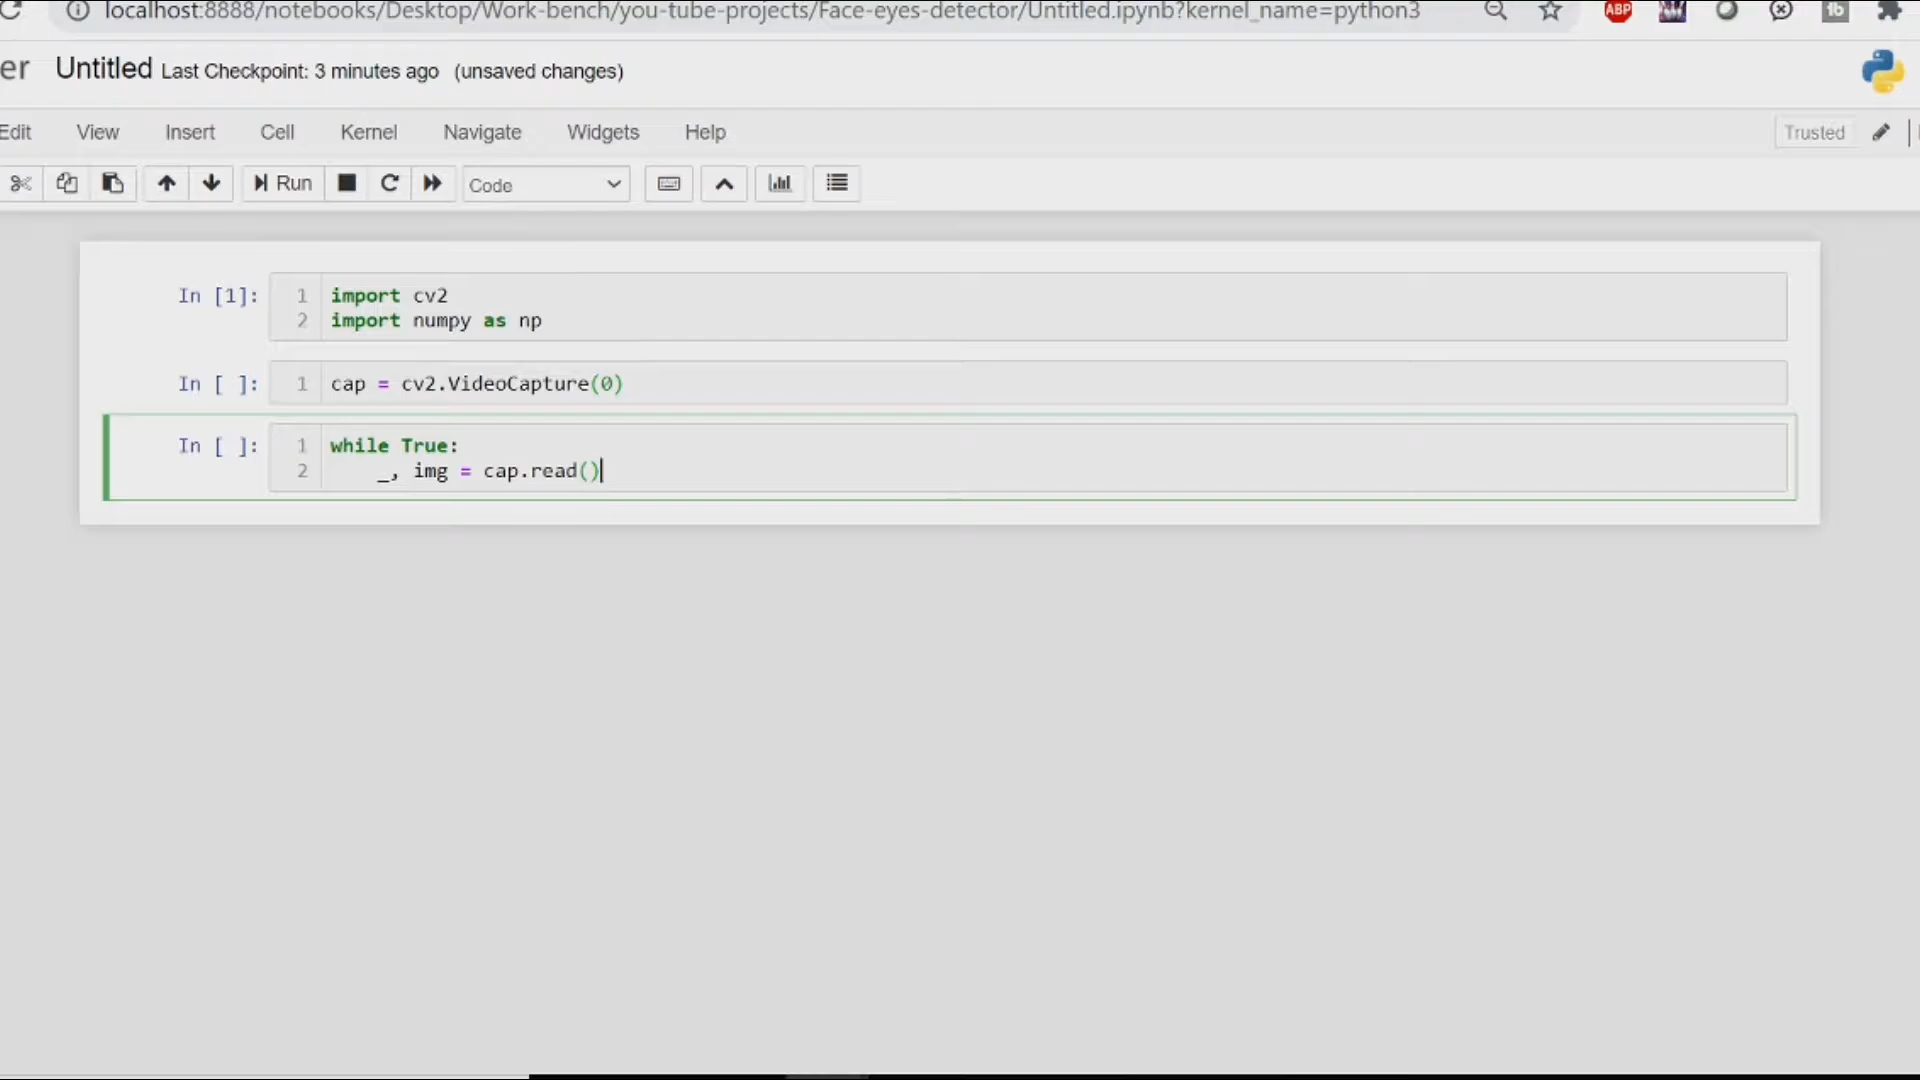 localhost:8888/notebooks/Desktop/Work-bench/you-tube-projects/Face-eyes-detector/Untitled.ipynb?kernel_name=python3
ABP
tb
er Untitled Last Checkpoint: 3 minutes ago (unsaved changes)
Edit View Insert Cell Kernel Navigate Widgets Help Trusted
Run Code
In [1]: 1 import cv2
2 import numpy as np
In [ ]: 1 cap = cv2.VideoCapture(0)
In [ ]: 1 while True:
2 _, img = cap.read()